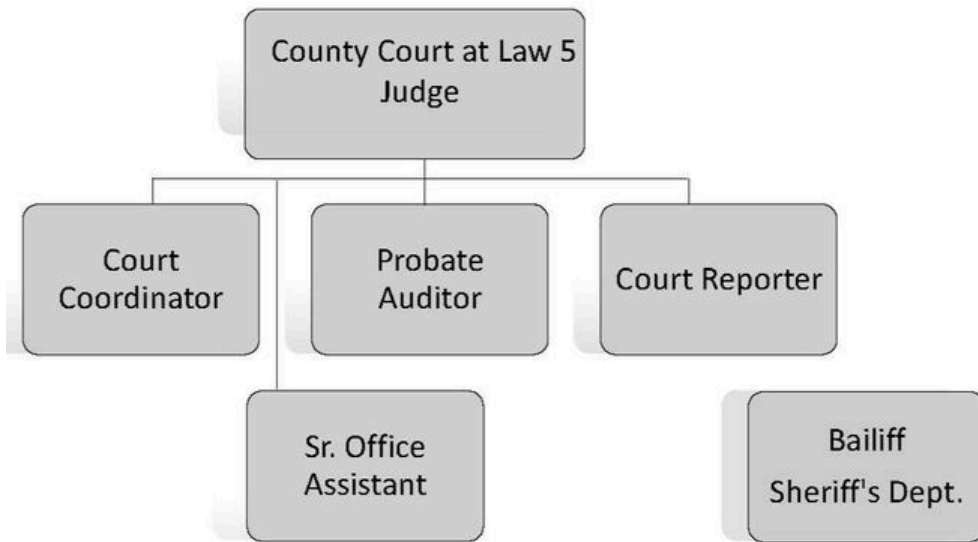 County Court at Law 5
Judge
Court
Coordinator
Probate
Auditor
Court Reporter
Sr. Office
Assistant
Bailiff
Sheriff's Dept.